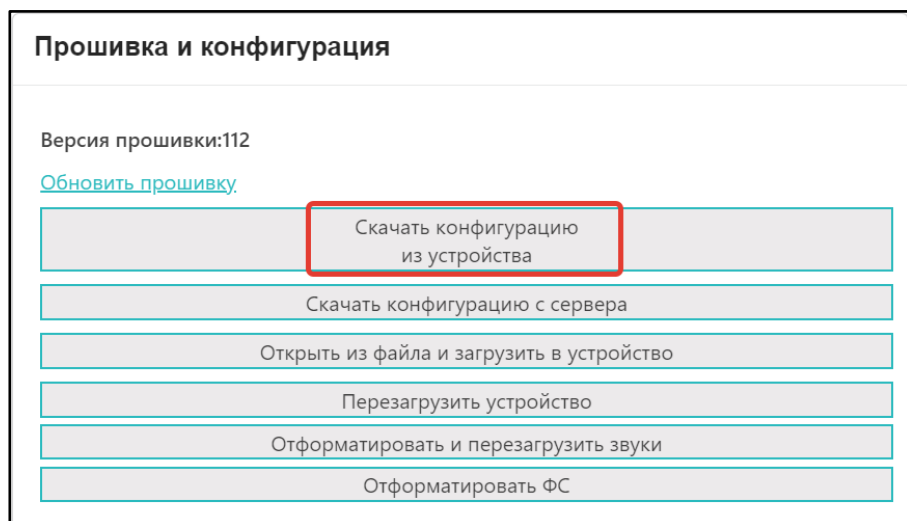 Прошивка и конфигурация
Версия прошивки:112
Обновить прошивку
Скачать конфигурацию
из устройства
Скачать конфигурацию с сервера
Открыть из файла и загрузить в устройство
Перезагрузить устройство
Отформатировать и перезагрузить звуки
Отформатировать ФС